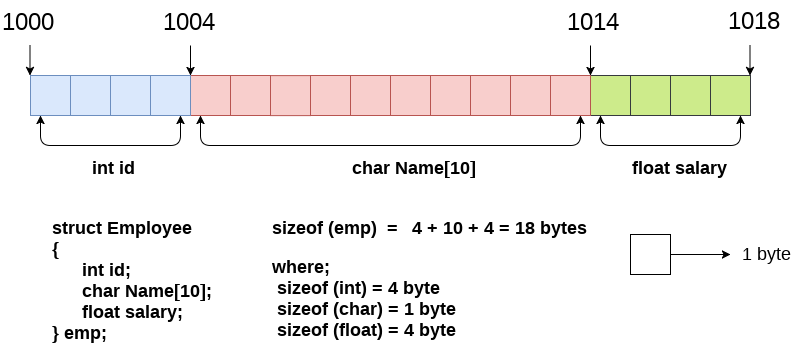 1000 1004 1014 1018
int id char Name[10] float salary
struct Employee
{
int id;
char Name[10];
float salary;
} emp;
sizeof (emp) = 4 + 10 + 4 = 18 bytes
where;
sizeof (int) = 4 byte
sizeof (char) = 1 byte
sizeof (float) = 4 byte
1 byte